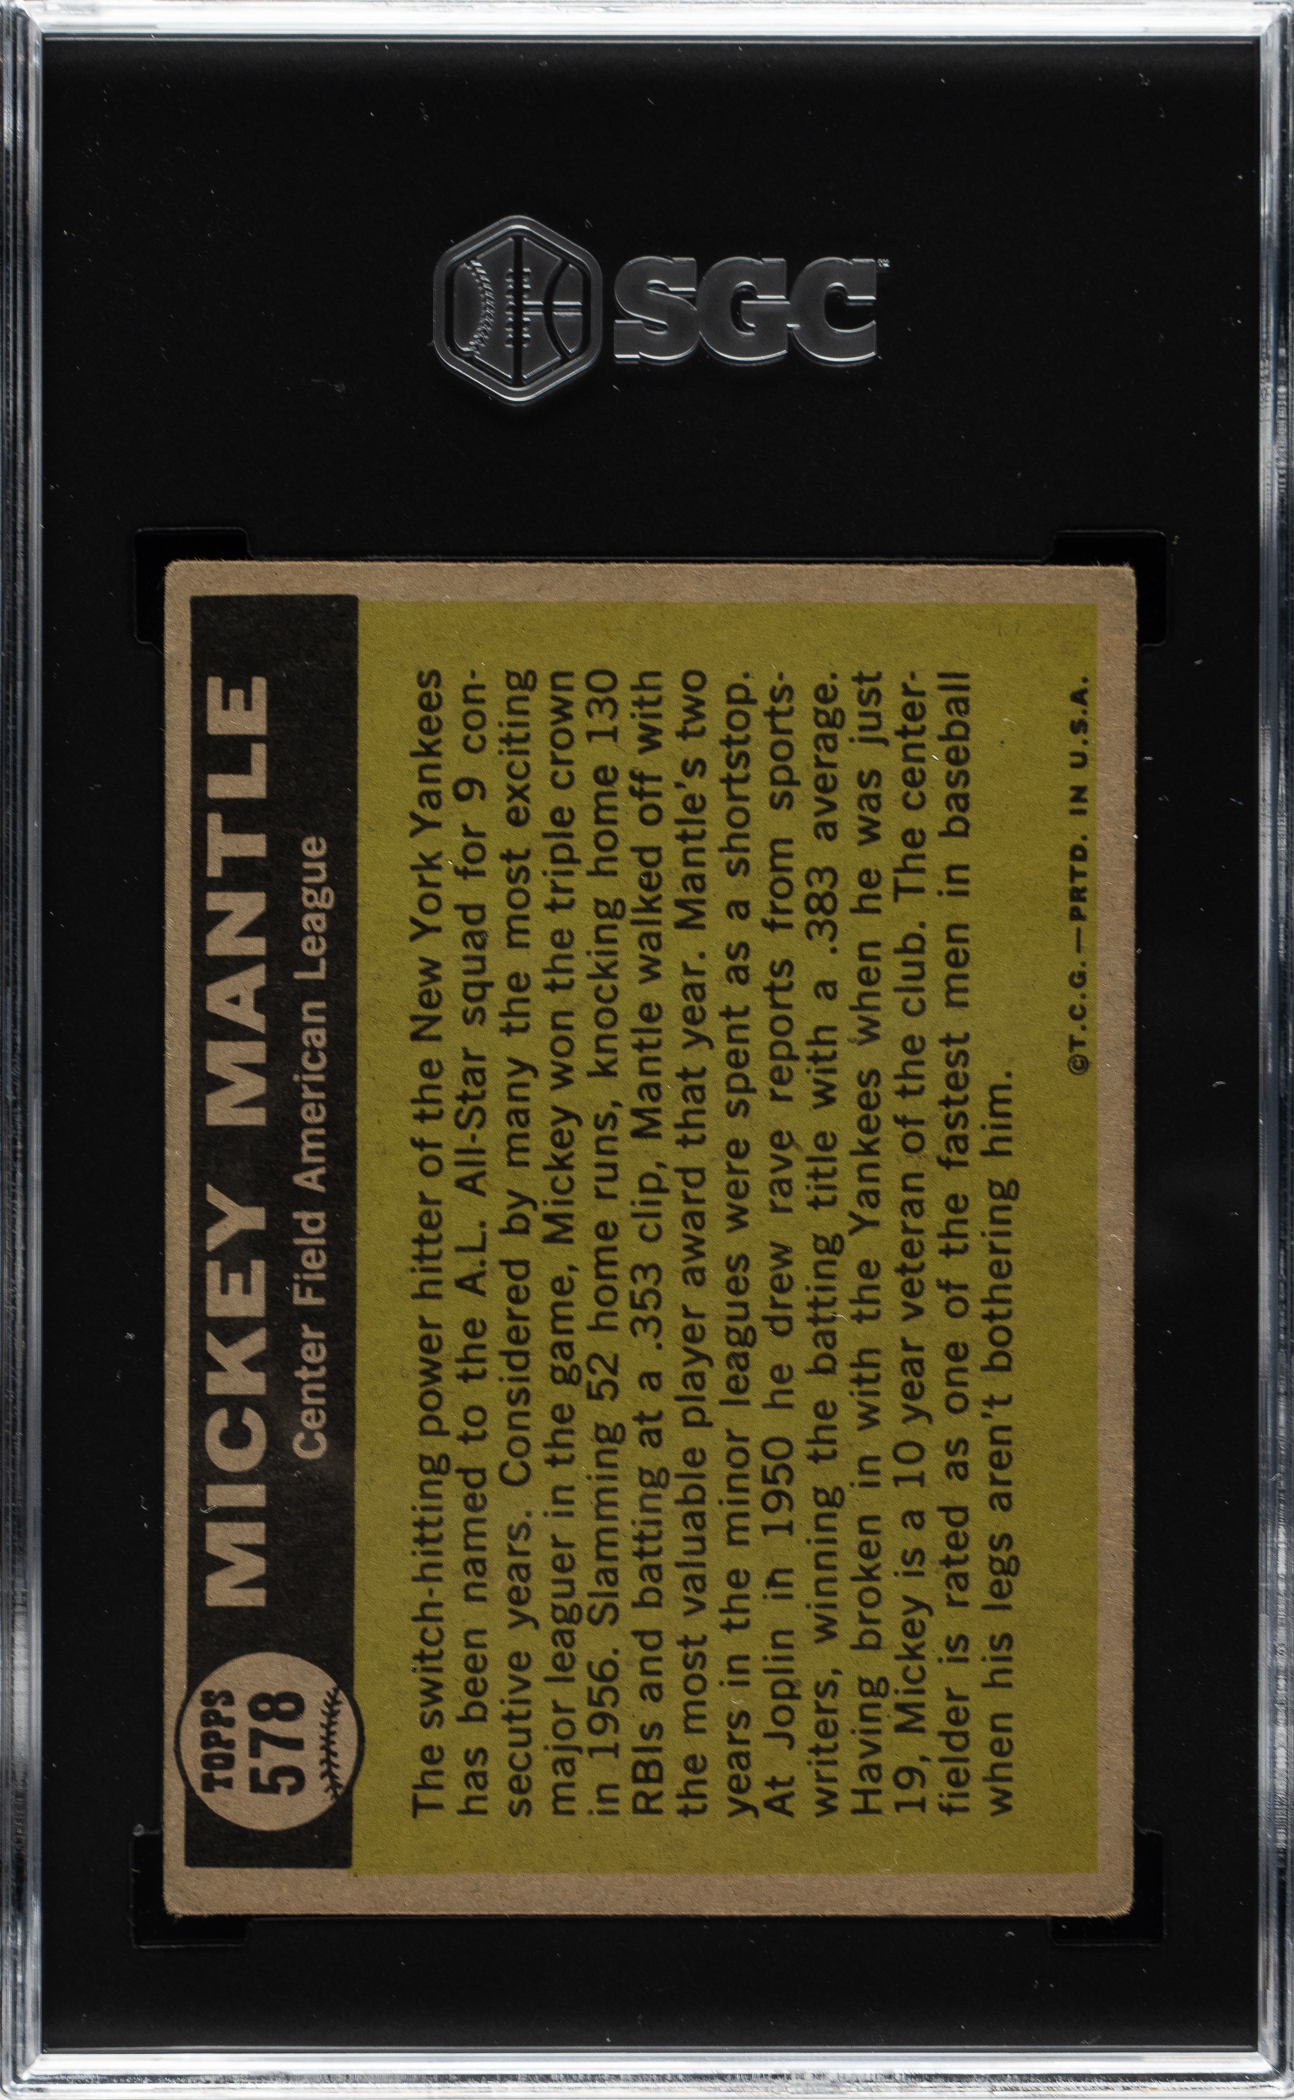 SGC
TOPPS
578
MICKEY MANTLE
Center Field American League
The switch-hitting power hitter of the New York Yankees
has been named to the A.L. All-Star squad for 9 con-
secutive years. Considered by many the most exciting
major leaguer in the game, Mickey won the triple crown
in 1956. Slamming 52 home runs, knocking home 130
RBIs and batting at a .353 clip, Mantle walked off with
the most valuable player award that year. Mantle's two
years in the minor leagues were spent as a shortstop.
At Joplin in 1950 he drew rave reports from sports-
writers, winning the batting title with a .383 average.
Having broken in with the Yankees when he was just
19, Mickey is a 10 year veteran of the club. The center-
fielder is rated as one of the fastest men in baseball
when his legs aren't bothering him.
©T.C.G.—PRTD. IN U.S.A.